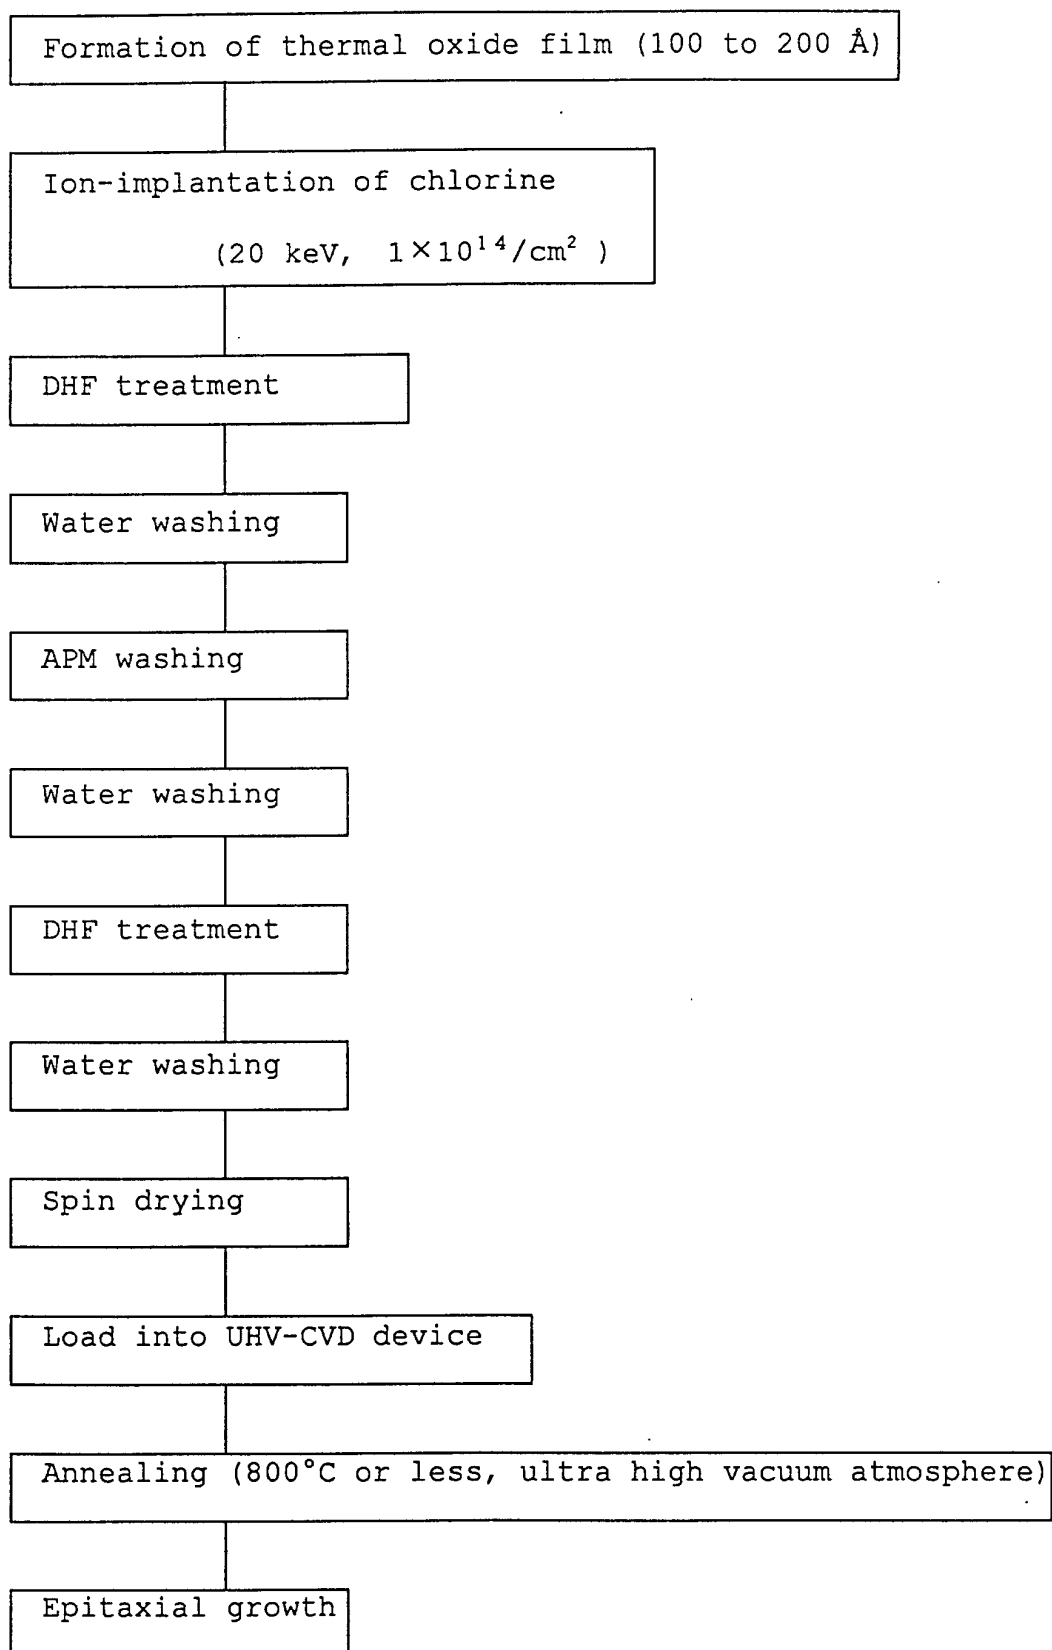 Formation of thermal oxide film (100 to 200 Å)
Ion-implantation of chlorine
(20 keV, 1×10¹⁴/cm² )
DHF treatment
Water washing
APM washing
Water washing
DHF treatment
Water washing
Spin drying
Load into UHV-CVD device
Annealing (800°C or less, ultra high vacuum atmosphere)
Epitaxial growth